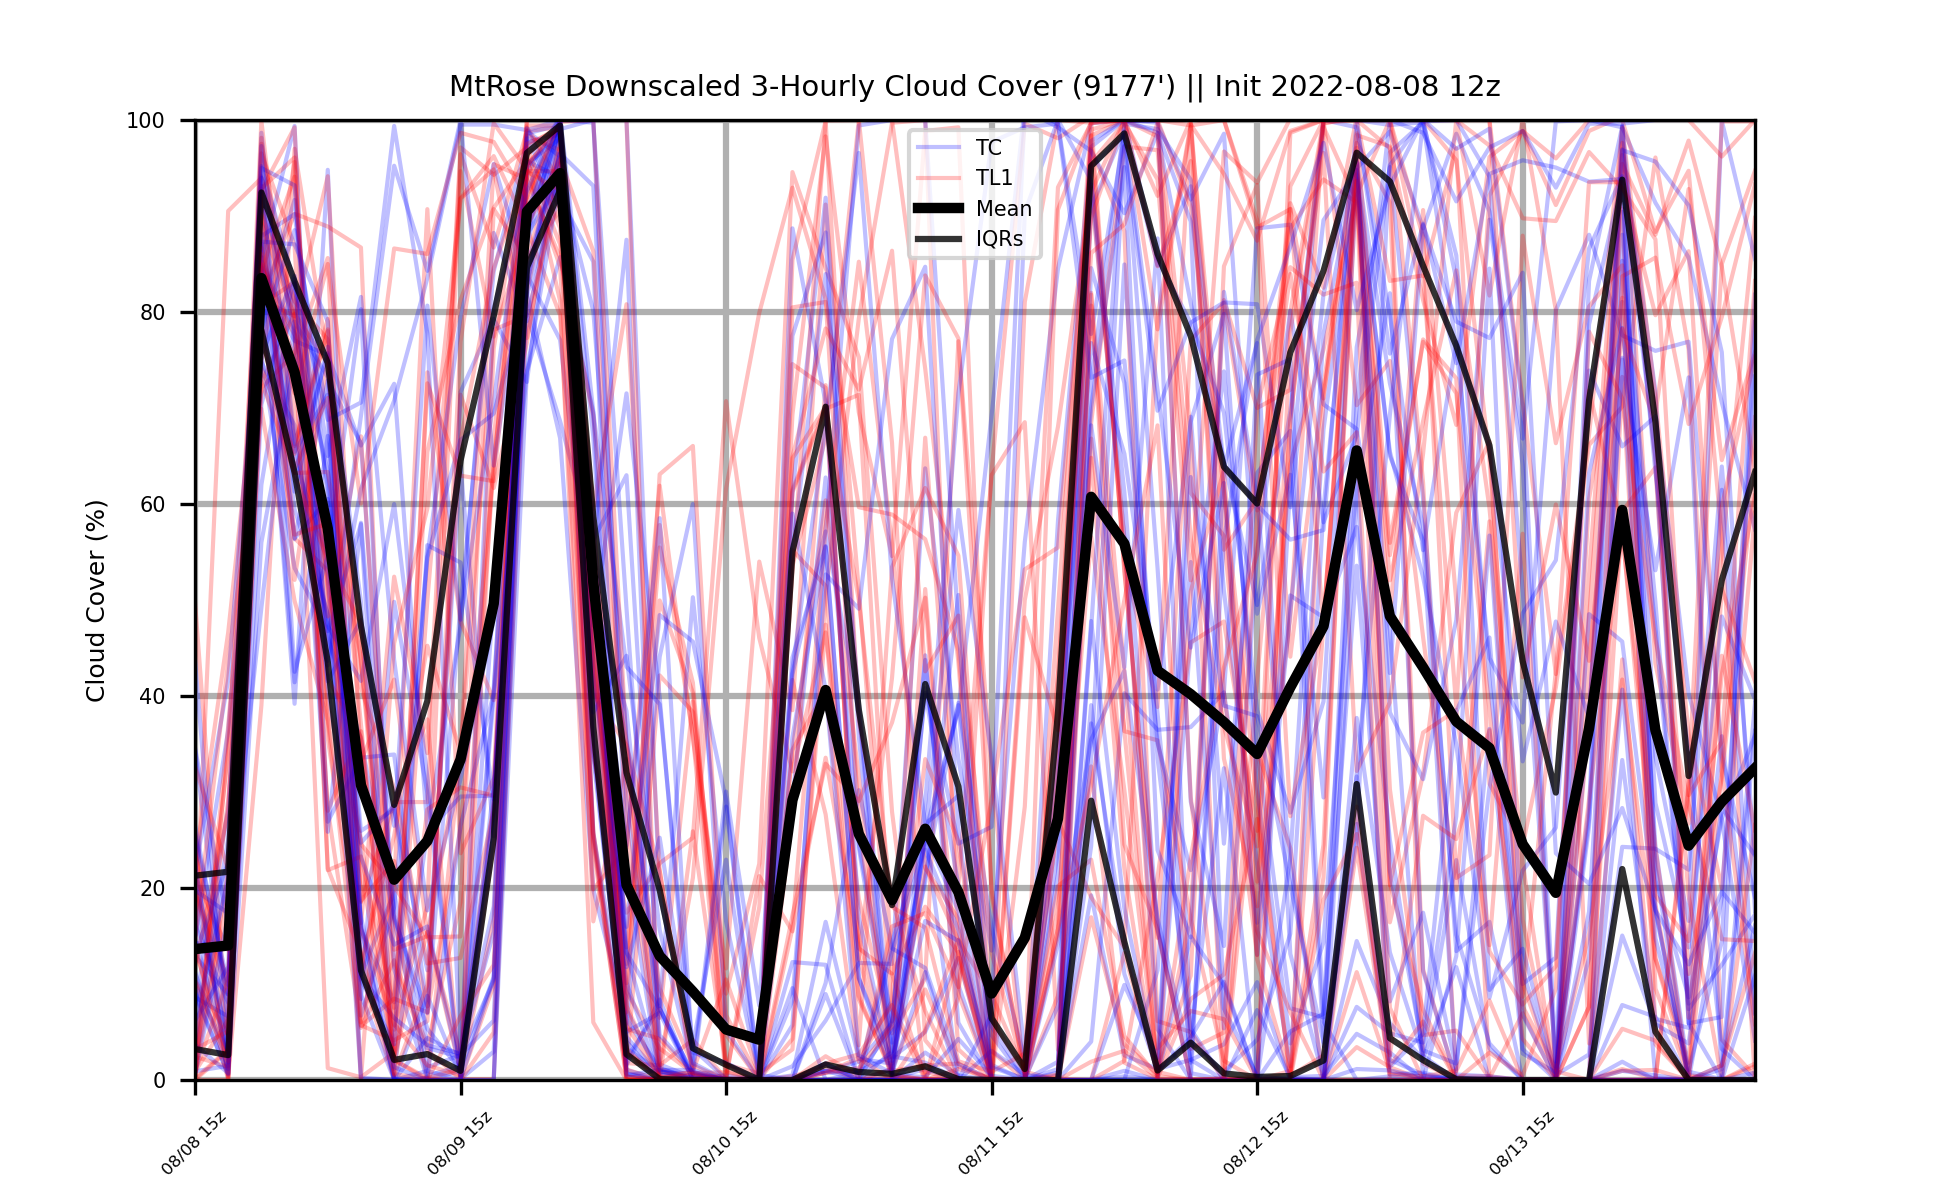 MtRose Downscaled 3-Hourly Cloud Cover (9177') || Init 2022-08-08 12z
Cloud Cover (%)
100
80
60
40
20
0
TC
TL1
Mean
IQRs
08/08 15z
08/09 15z
08/10 15z
08/11 15z
08/12 15z
08/13 15z